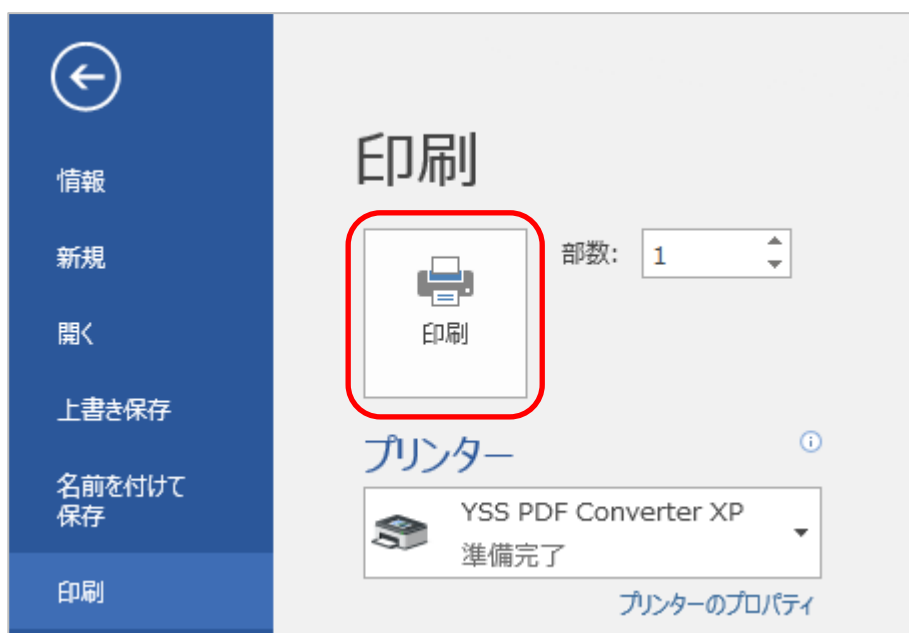 情報
新規
開く
上書き保存
名前を付けて
保存
印刷
印刷
印刷
部数: 1
プリンター
YSS PDF Converter XP
準備完了
プリンターのプロパティ